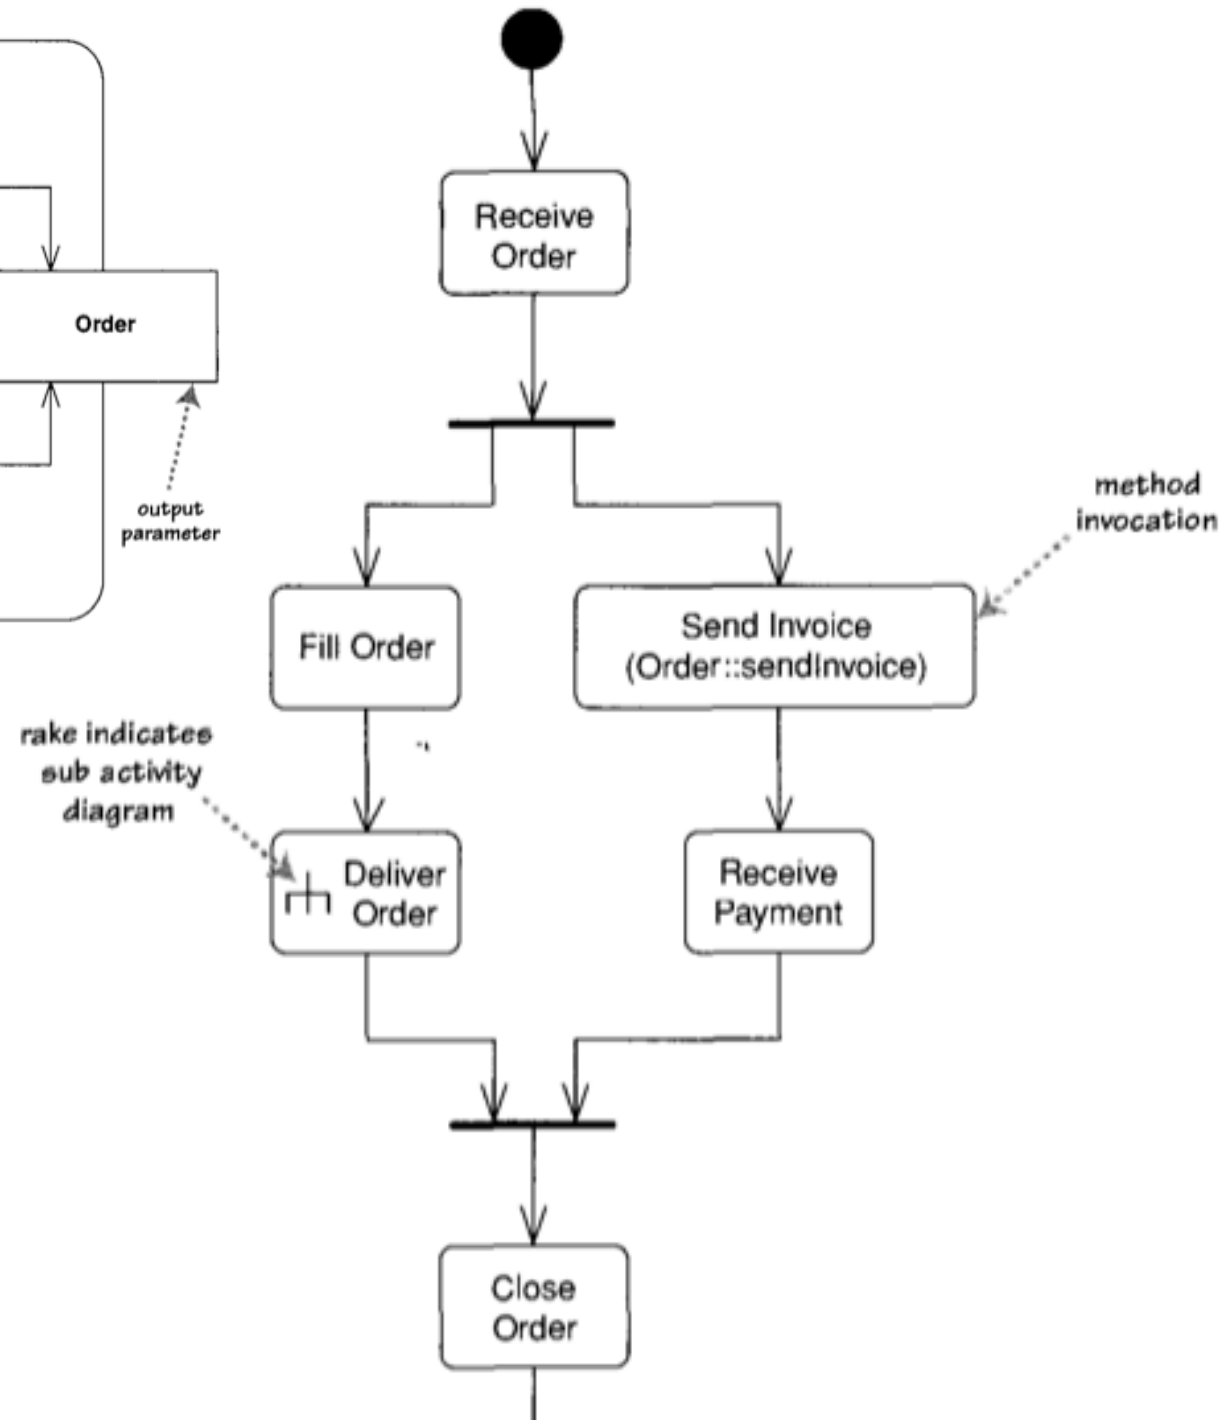 Receive
Order
Order
output
parameter
method
invocation
Fill Order
Send Invoice
(Order::sendInvoice)
rake indicates
sub activity
diagram
Deliver
Order
Receive
Payment
Close
Order